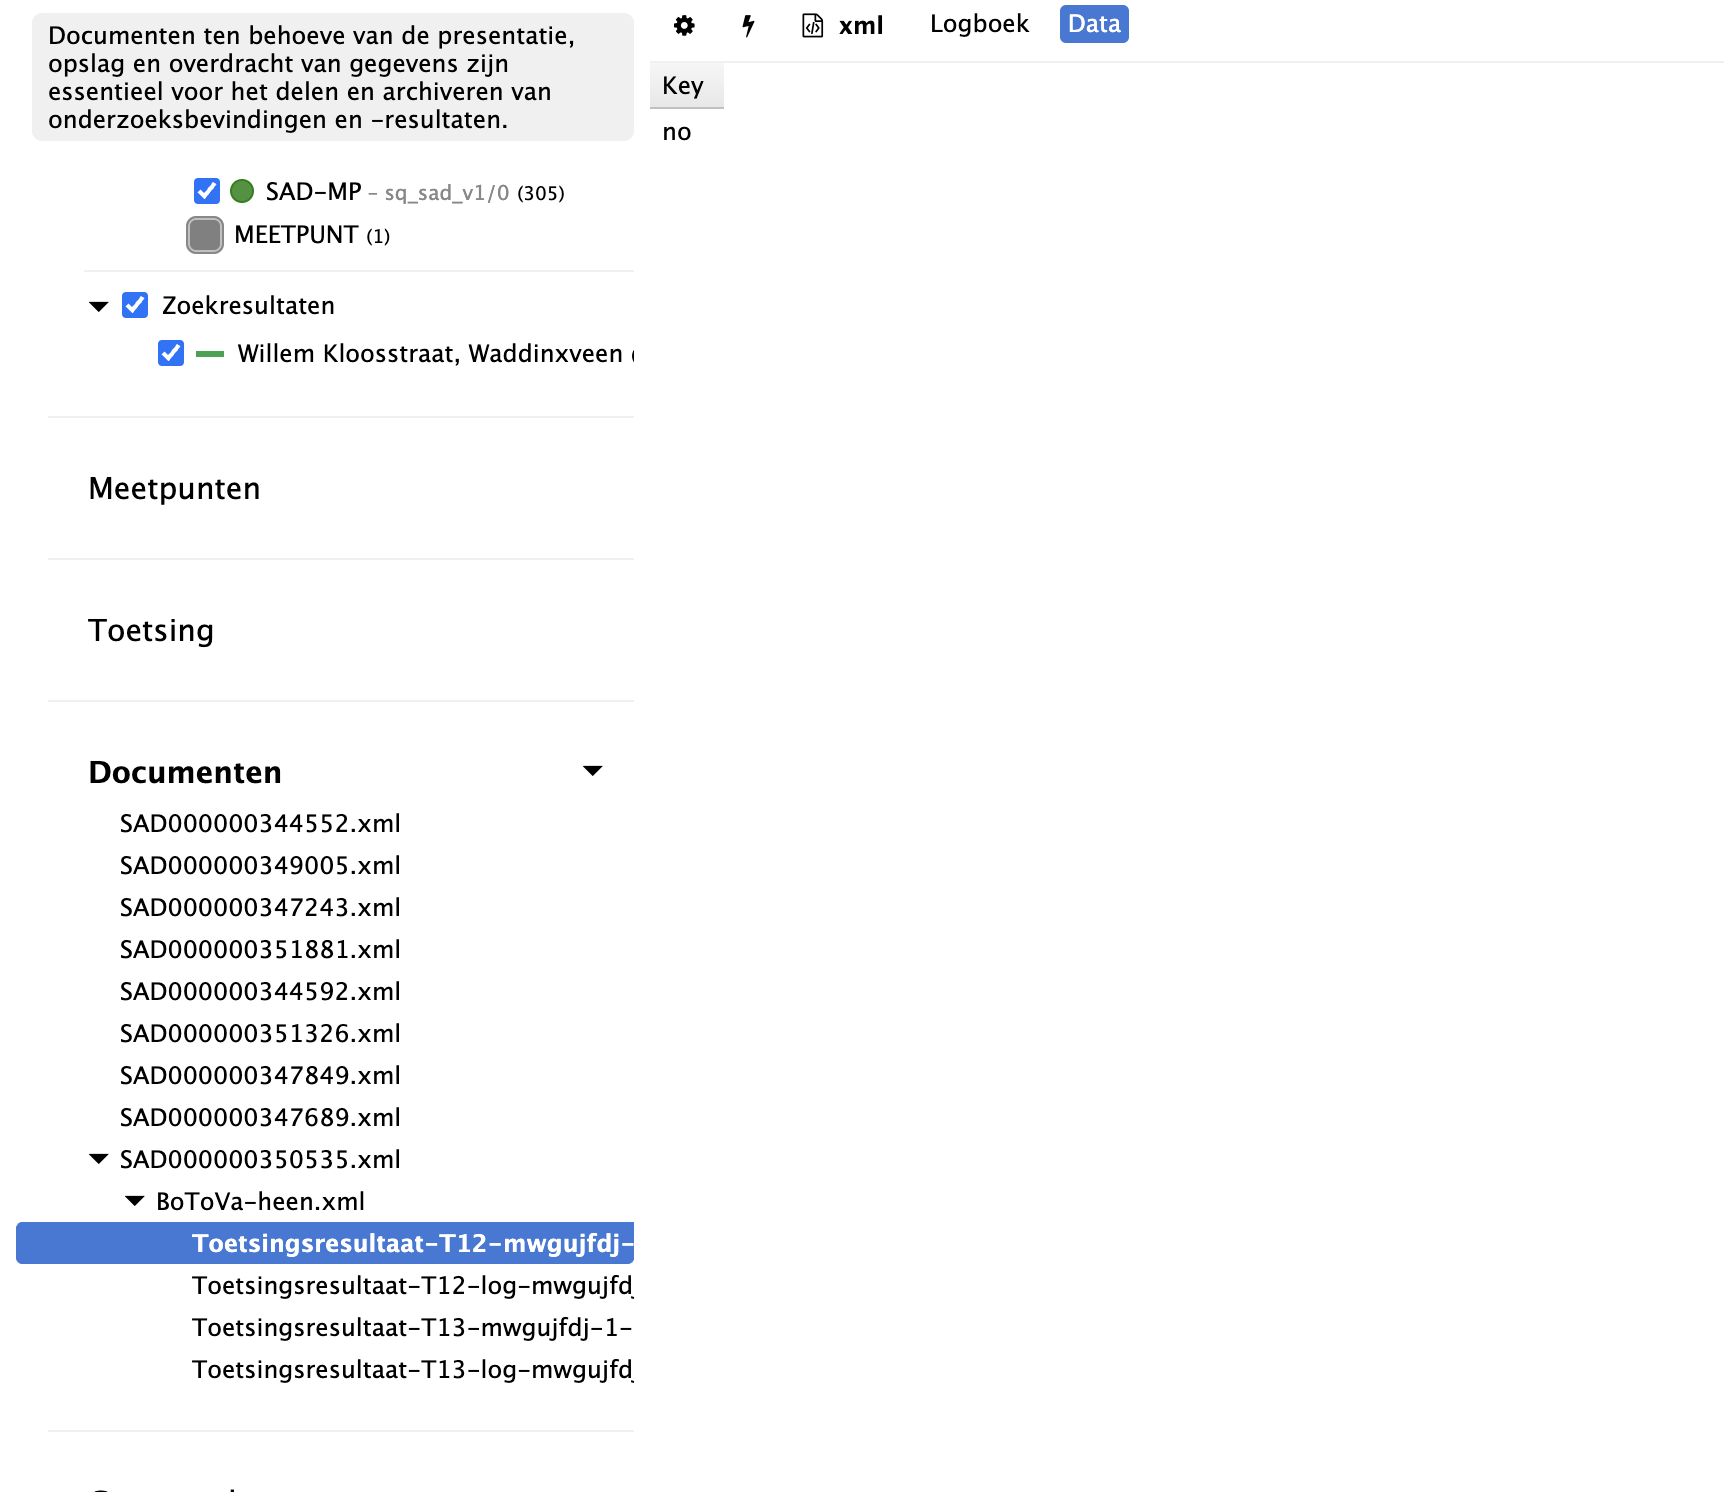 Documenten ten behoeve van de presentatie,
opslag en overdracht van gegevens zijn
essentieel voor het delen en archiveren van
onderzoeksbevindingen en -resultaten.
SAD-MP - sq_sad_v1/0 (305)
MEETPUNT (1)
Zoekresultaten
Willem Kloosstraat, Waddinxveen
Meetpunten
Toetsing
Documenten
SAD000000344552.xml
SAD000000349005.xml
SAD000000347243.xml
SAD000000351881.xml
SAD000000344592.xml
SAD000000351326.xml
SAD000000347849.xml
SAD000000347689.xml
SAD000000350535.xml
BoToVa-heen.xml
Toetsingsresultaat-T12-mwgujfdj-
Toetsingsresultaat-T12-log-mwgujfdj
Toetsingsresultaat-T13-mwgujfdj-1-
Toetsingsresultaat-T13-log-mwgujfdj
xml Logboek Data
Key
no